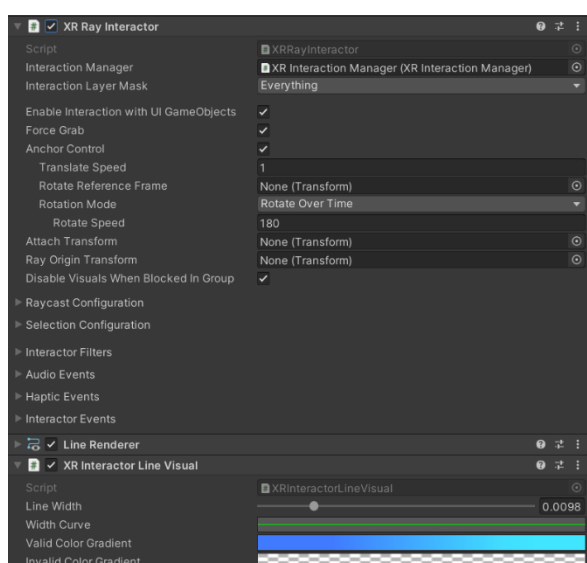 XR Ray Interactor
Script XRRayInteractor
Interaction Manager XR Interaction Manager (XR Interaction Manager)
Interaction Layer Mask Everything
Enable Interaction with UI GameObjects
Force Grab
Anchor Control
Translate Speed 1
Rotate Reference Frame None (Transform)
Rotation Mode Rotate Over Time
Rotate Speed 180
Attach Transform None (Transform)
Ray Origin Transform None (Transform)
Disable Visuals When Blocked In Group
Raycast Configuration
Selection Configuration
Interactor Filters
Audio Events
Haptic Events
Interactor Events
Line Renderer
XR Interactor Line Visual
Script XRInteractorLineVisual
Line Width 0.0098
Width Curve
Valid Color Gradient
Invalid Color Gradient